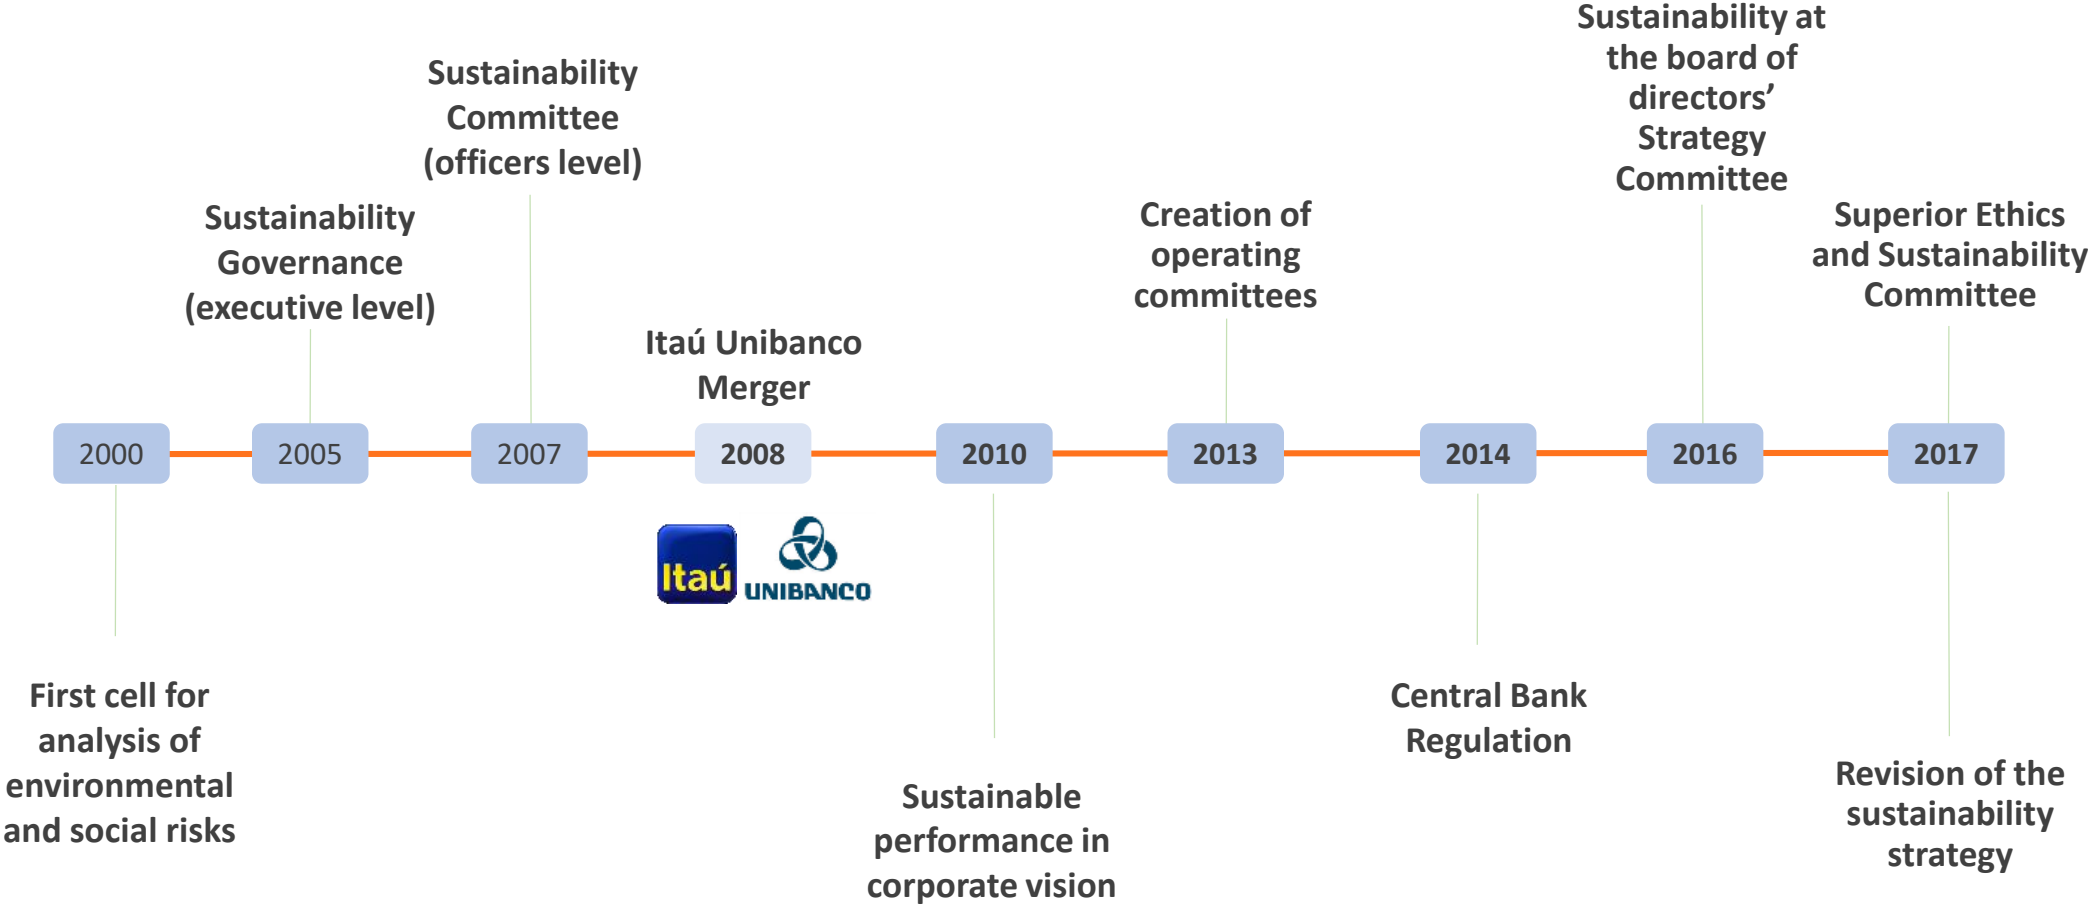 Sustainability at
the board of
directors’
Strategy
Committee
Sustainability
Committee
(officers level)
Sustainability
Governance
(executive level)
Creation of
operating
committees
Superior Ethics
and Sustainability
Committee
Itaú Unibanco
Merger
2000
2005
2007
2008
2010
2013
2014
2016
2017
Itaú
UNIBANCO
First cell for
analysis of
environmental
and social risks
Sustainable
performance in
corporate vision
Central Bank
Regulation
Revision of the
sustainability
strategy